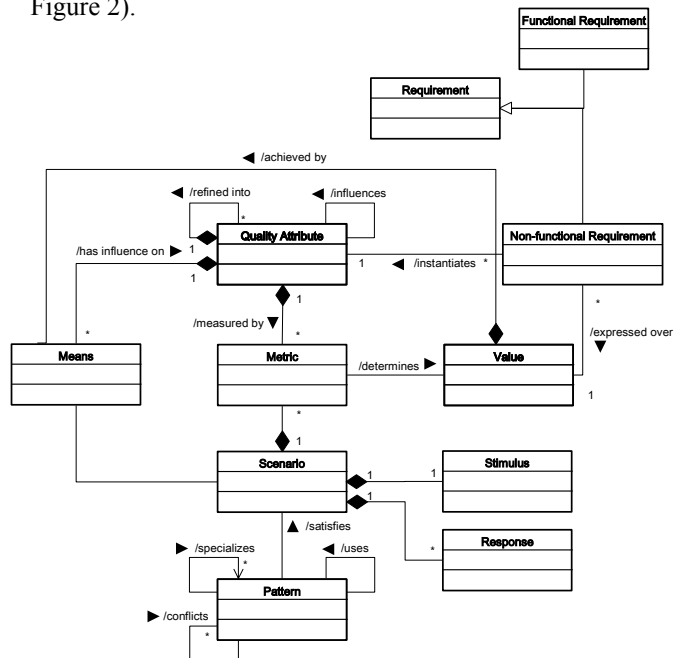 Figure 2).
Functional Requirement
Requirement
◄ /achieved by
◄ /refined into
◄ /influences
*
Quality Attribute
Non-functional Requirement
/has influence on ►
1
1
1
◄ /instantiates
*
1
*
/measured by ▼
/expressed over
▼
*
*
Means
Metric
/determines ►
Value
1
*
1
Scenario
1
1
Stimulus
1
▲ /satisfies
*
Response
► /specializes
◄ /uses
*
Pattern
► /conflicts
*